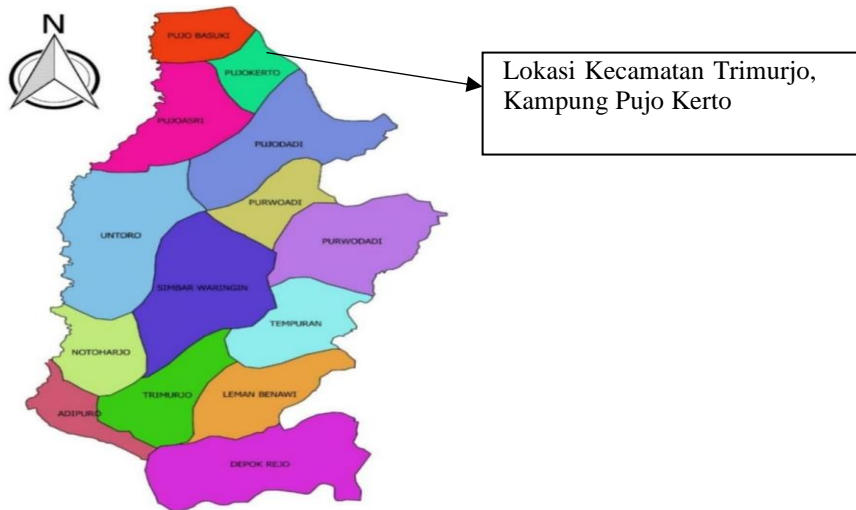 N
PUJO BASUKI
PUJOKERTO
Lokasi Kecamatan Trimurjo,
Kampung Pujo Kerto
PUJOASRI
PUJODADI
PURWOADI
UNTORO
PURWODADI
SIMBAR WARINGIN
TEMPURAN
NOTOHARJO
TRIMURJO
LEMAN BENAWI
ADIPURO
DEPOK REJO